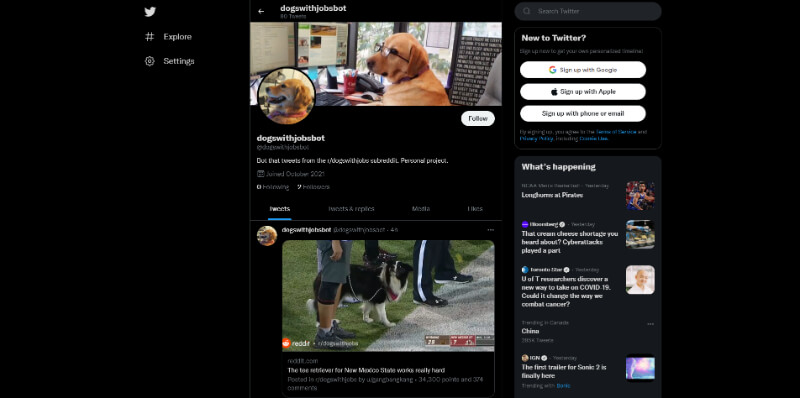 dogswithjobsbot
80 Tweets
Explore
Settings
Search Twitter
New to Twitter?
Sign up now to get your own personalized timeline!
Sign up with Google
Sign up with Apple
Sign up with phone or email
By signing up, you agree to the Terms of Service and
Privacy Policy, including Cookie Use.
Follow
dogswithjobsbot
@dogswithjobsbot
Bot that tweets from the r/dogswithjobs subreddit. Personal project.
Joined October 2021
0 Following 2 Followers
Tweets Tweets & replies Media Likes
dogswithjobsbot @dogswithjobsbot · 4h
reddit · r/dogswithjobs
reddit.com
The tee retriever for New Mexico State works really hard
Posted in r/dogswithjobs by
34,300 points and 374
comments
What's happening
NCAA Men's Basketball · Yesterday
Longhorns at Pirates
Bloomberg · Yesterday
That cream cheese shortage you
heard about? Cyberattacks
played a part
Toronto Star · Yesterday
U of T researchers discover a
new way to take on COVID-19.
Could it change the way we
combat cancer?
Trending in Canada
China
Tweets
IGN · Yesterday
The first trailer for Sonic 2 is
finally here
Trending with Sonic